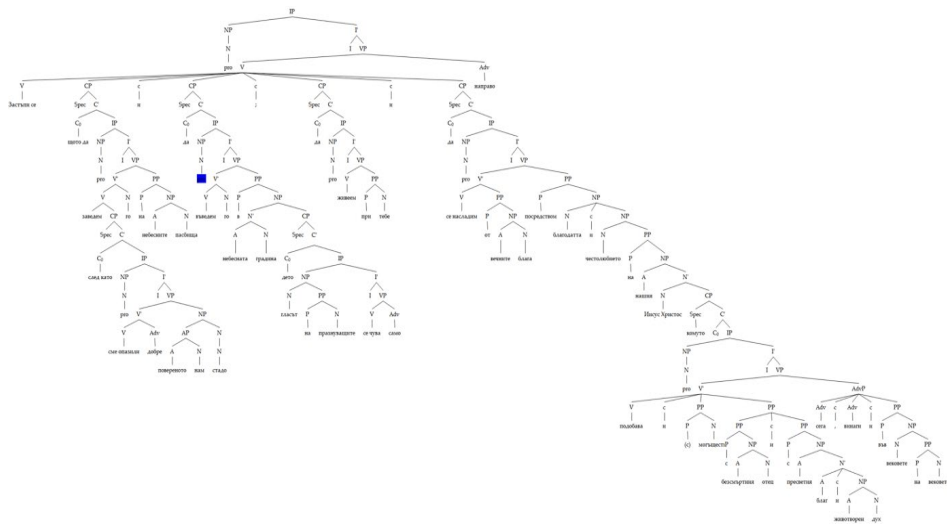 IP
NP I'
N I VP
pro V Adv
V CP c c CP c CP направо
Застъпи се Spec C' и ; Spec C' и Spec C'
C₀ IP C₀ IP C₀ IP C₀ IP
щото да NP I' да NP I' да NP I' да NP I'
N I VP N I VP N I VP N I VP
pro V' PP V' PP pro V PP pro V' PP
V N P NP V N P NP живеем P N V PP P NP
заведем го на A N въведем го в N' CP при тебе се насладим P NP посредством N c NP
CP небесните пасбища A N Spec C' от A N благодатта и N PP
Spec C' небесната градина C₀ IP вечните блага честолюбието P NP
C₀ IP дето NP I' на A N'
след като NP I' N PP I VP нашия N CP
N I VP гласът P N V Adv Исус Христос Spec C'
pro V' NP на празнуващите се чува само комуто C₀ IP
V Adv AP N NP I'
сме опазили добре A N N N I VP
повереното нам стадо pro V' AdvP
V c PP PP Adv c Adv c PP
подобава и P N PP c PP сега , винаги и P N PP
(с) могъщество P NP и P NP във вековете P N
с A N с A N' на вековете
безсмъртния отец пресветия A c NP
благ и A N
животворен дух